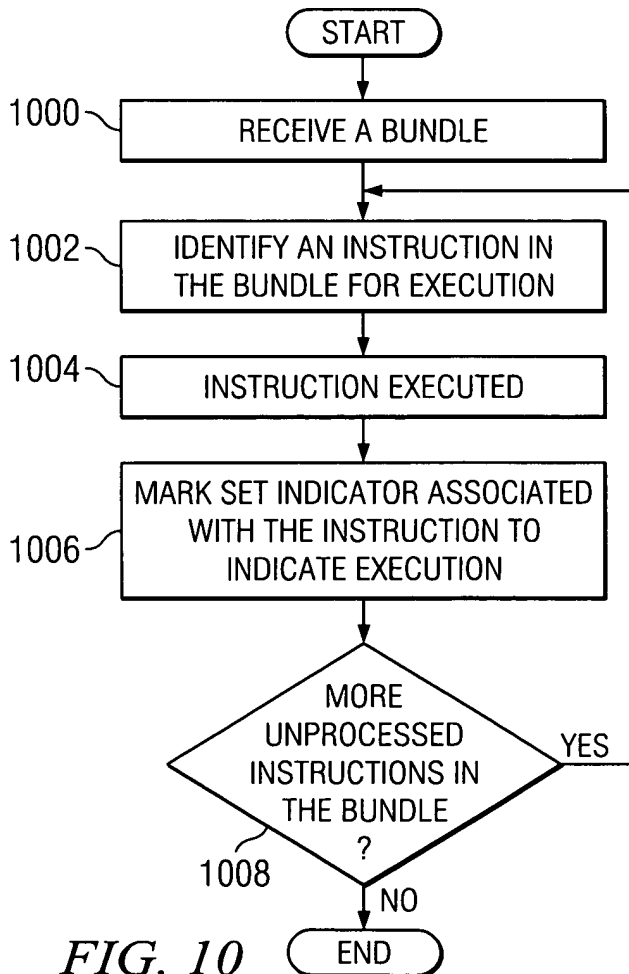 START
1000
RECEIVE A BUNDLE
1002
IDENTIFY AN INSTRUCTION IN
THE BUNDLE FOR EXECUTION
1004
INSTRUCTION EXECUTED
1006
MARK SET INDICATOR ASSOCIATED
WITH THE INSTRUCTION TO
INDICATE EXECUTION
MORE
UNPROCESSED
INSTRUCTIONS IN
THE BUNDLE
?
YES
1008
NO
END
FIG. 10